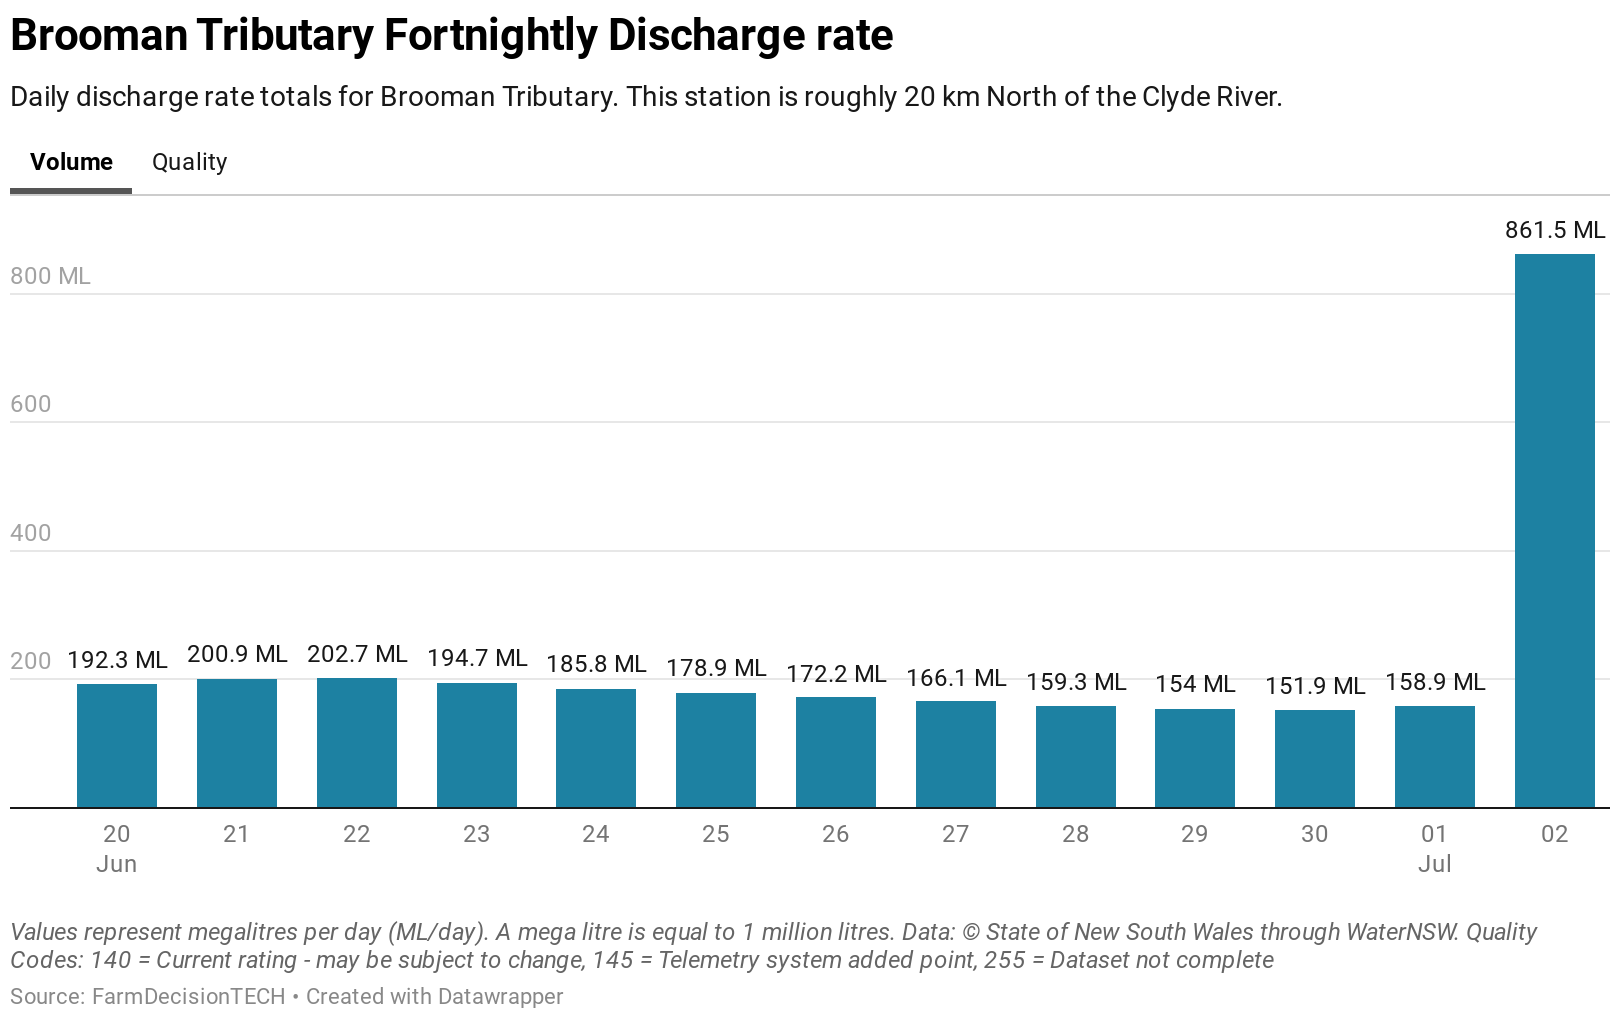 Brooman Tributary Fortnightly Discharge rate
Daily discharge rate totals for Brooman Tributary. This station is roughly 20 km North of the Clyde River.
Volume Quality
861.5 ML
800 ML
600
400
200 192.3 ML 200.9 ML 202.7 ML 194.7 ML 185.8 ML 178.9 ML 172.2 ML 166.1 ML 159.3 ML 154 ML 151.9 ML 158.9 ML
20 21 22 23 24 25 26 27 28 29 30 01 02
Jun Jul
Values represent megalitres per day (ML/day). A mega litre is equal to 1 million litres. Data: © State of New South Wales through WaterNSW. Quality
Codes: 140 = Current rating - may be subject to change, 145 = Telemetry system added point, 255 = Dataset not complete
Source: FarmDecisionTECH • Created with Datawrapper